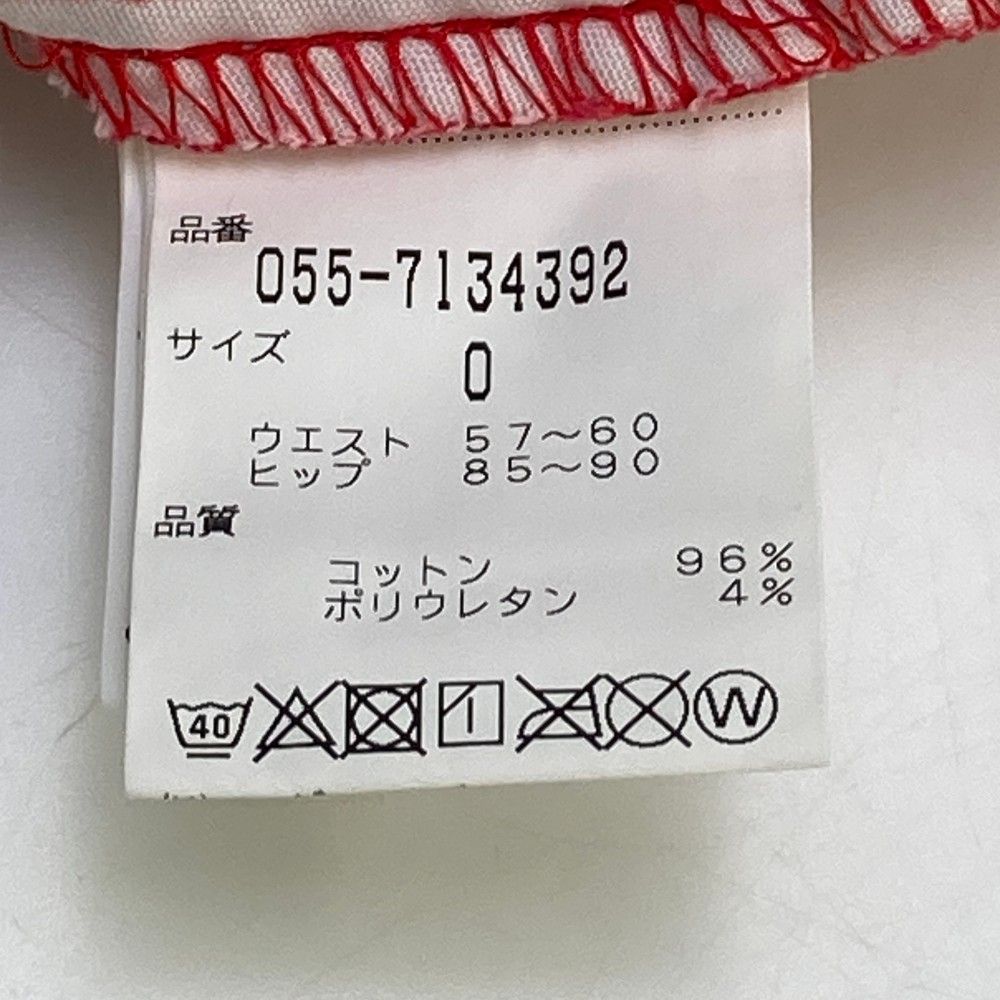 品番
055-7134392
サイズ
0
ウエスト 57〜60
ヒップ 85〜90
品質
コットン 96%
ポリウレタン 4%
40 W